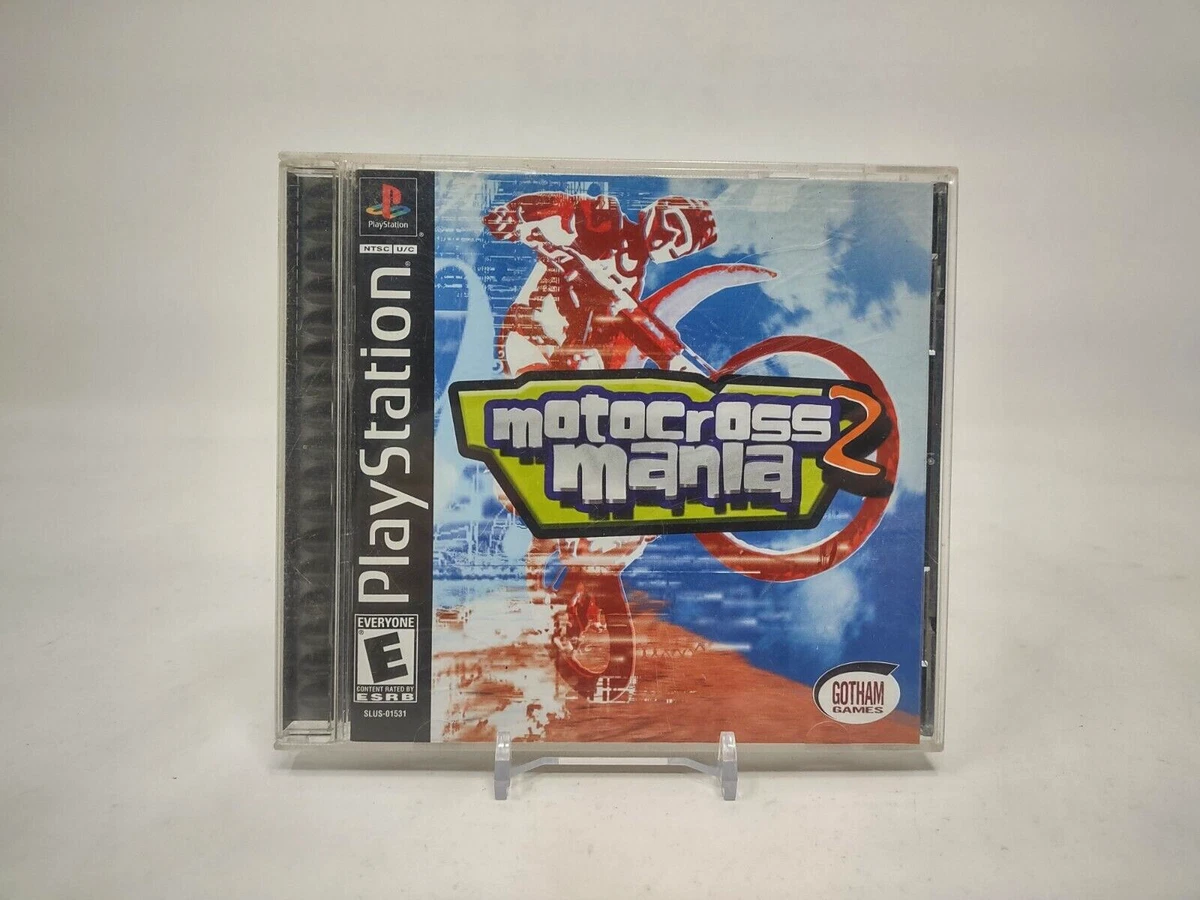 PlayStation
NTSC U/C
PlayStation
EVERYONE
E
CONTENT RATED BY
ESRB
SLUS-01531
motocross
mania 2
GOTHAM
GAMES